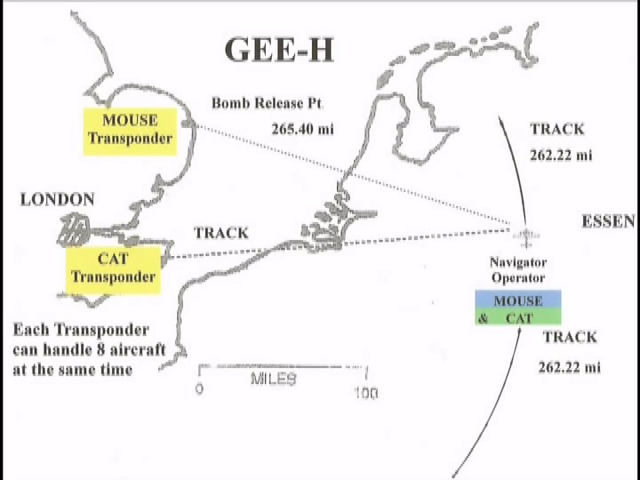 GEE-H
Bomb Release Pt
265.40 mi
MOUSE
Transponder
TRACK
262.22 mi
LONDON
TRACK
ESSEN
CAT
Transponder
Navigator
Operator
MOUSE
& CAT
Each Transponder
can handle 8 aircraft
at the same time
TRACK
262.22 mi
0 MILES 100